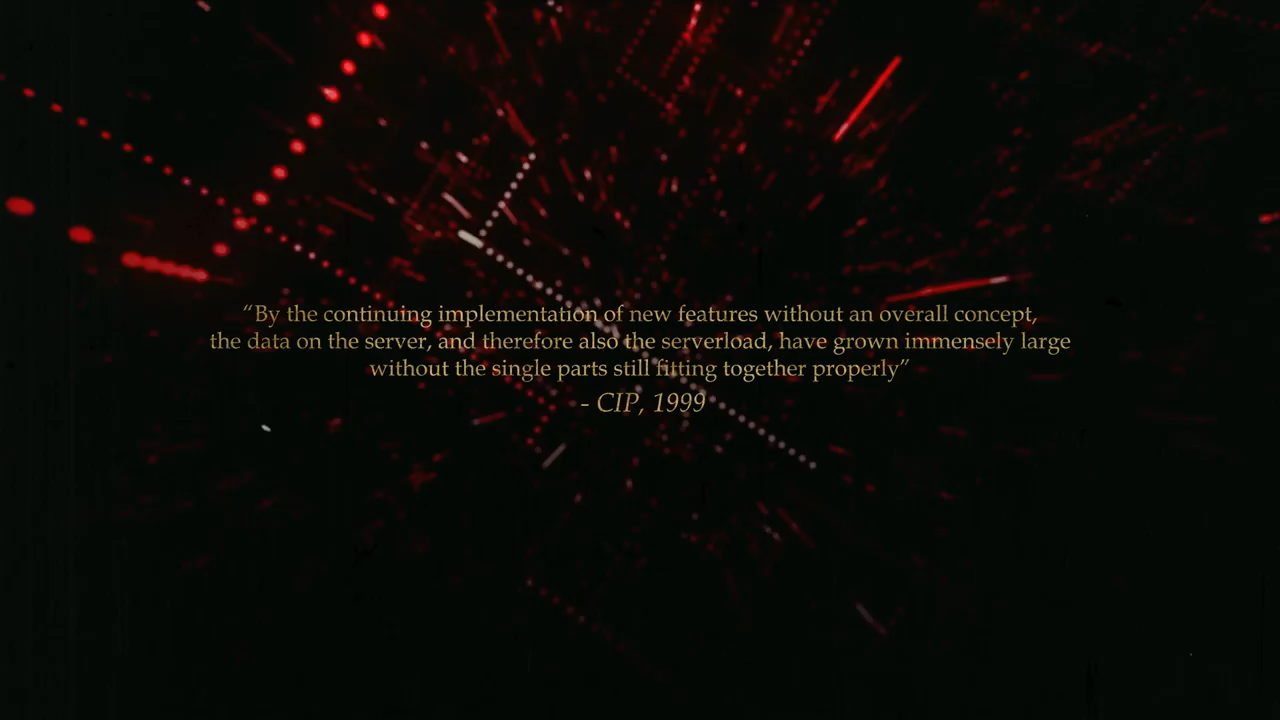 “By the continuing implementation of new features without an overall concept,
the data on the server, and therefore also the serverload, have grown immensely large
without the single parts still fitting together properly”
- CIP, 1999